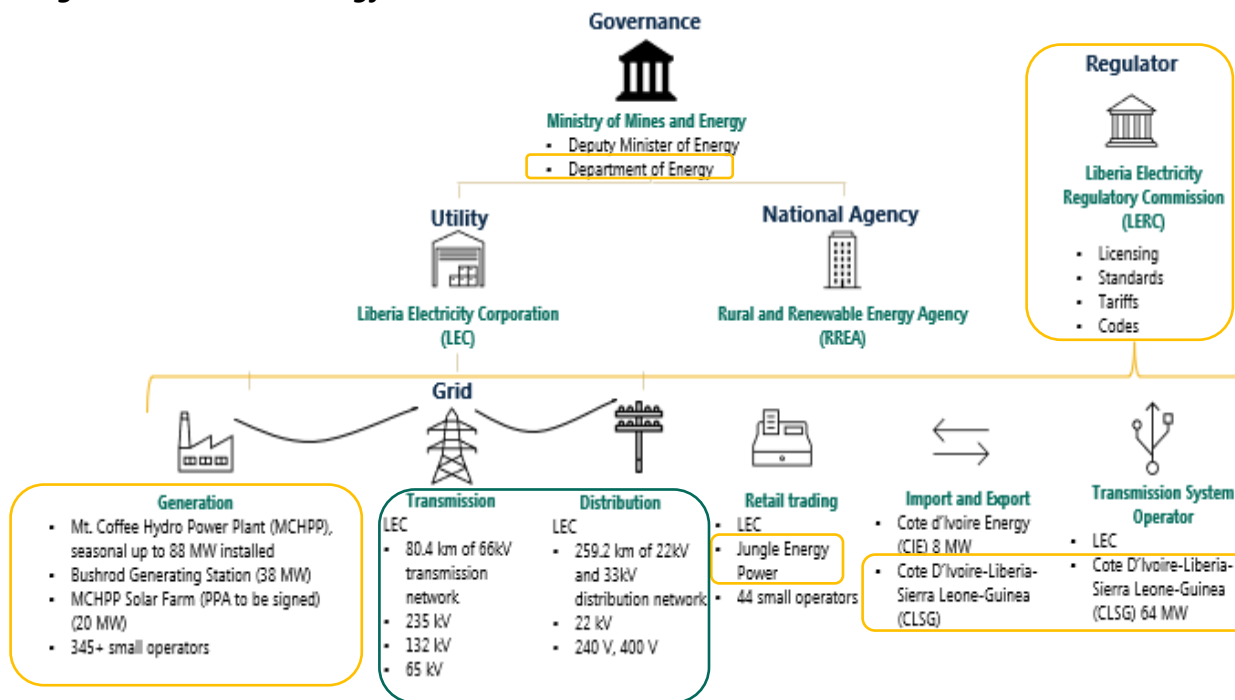 Governance
Ministry of Mines and Energy
▪ Deputy Minister of Energy
▪ Department of Energy
Regulator
Liberia Electricity
Regulatory Commission
(LERC)
▪ Licensing
▪ Standards
▪ Tariffs
▪ Codes
Utility
Liberia Electricity Corporation
(LEC)
National Agency
Rural and Renewable Energy Agency
(RREA)
Grid
Generation
▪ Mt. Coffee Hydro Power Plant (MCHPP),
seasonal up to 88 MW installed
▪ Bushrod Generating Station (38 MW)
▪ MCHPP Solar Farm (PPA to be signed)
(20 MW)
▪ 345+ small operators
Transmission
LEC
▪ 80.4 km of 66kV
transmission
network
▪ 235 kV
▪ 132 kV
▪ 65 kV
Distribution
LEC
▪ 259.2 km of 22kV
and 33kV
distribution network
▪ 22 kV
▪ 240 V, 400 V
Retail trading
▪ LEC
▪ Jungle Energy
Power
▪ 44 small operators
Import and Export
▪ Cote d'Ivoire Energy
(CIE) 8 MW
▪ Cote D'Ivoire-Liberia-
Sierra Leone-Guinea
(CLSG)
Transmission System
Operator
▪ LEC
▪ Cote D'Ivoire-Liberia-
Sierra Leone-Guinea
(CLSG) 64 MW